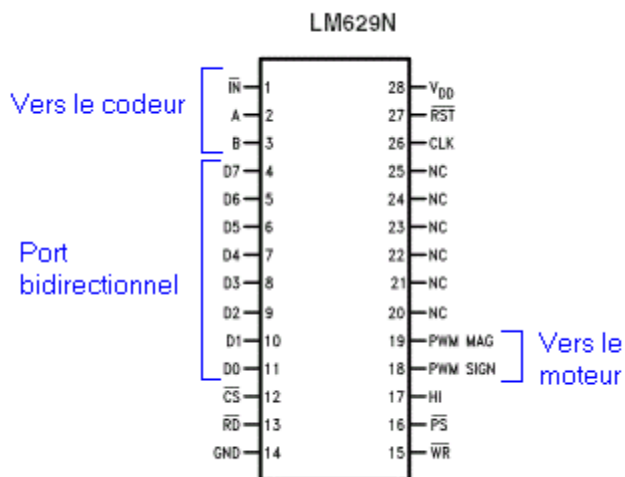 LM629N
Vers le codeur
Port
bidirectionnel
Vers le
moteur
IN 1 28 VDD
A 2 27 RST
B 3 26 CLK
D7 4 25 NC
D6 5 24 NC
D5 6 23 NC
D4 7 22 NC
D3 8 21 NC
D2 9 20 NC
D1 10 19 PWM MAG
D0 11 18 PWM SIGN
CS 12 17 HI
RD 13 16 PS
GND 14 15 WR